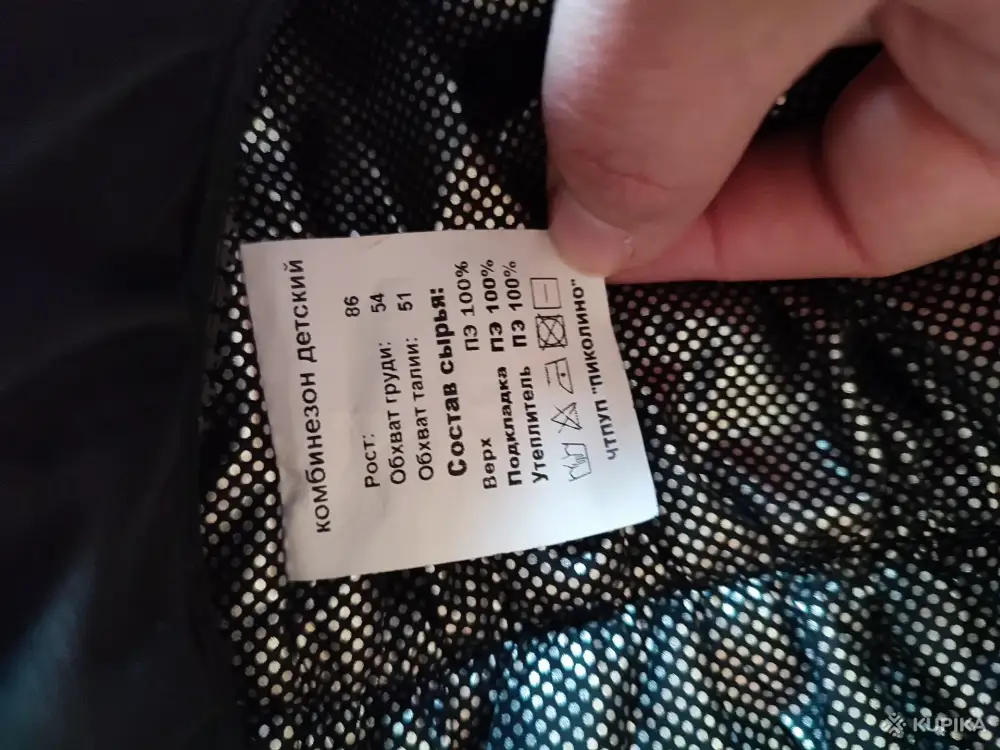 комбинезон детский
Рост: 86
Обхват груди: 54
Обхват талии: 51
Состав сырья:
Верх ПЭ 100%
Подкладка ПЭ 100%
Утеплитель ПЭ 100%
ЧТПУП "ПИКОЛИНО"
KUPIKA